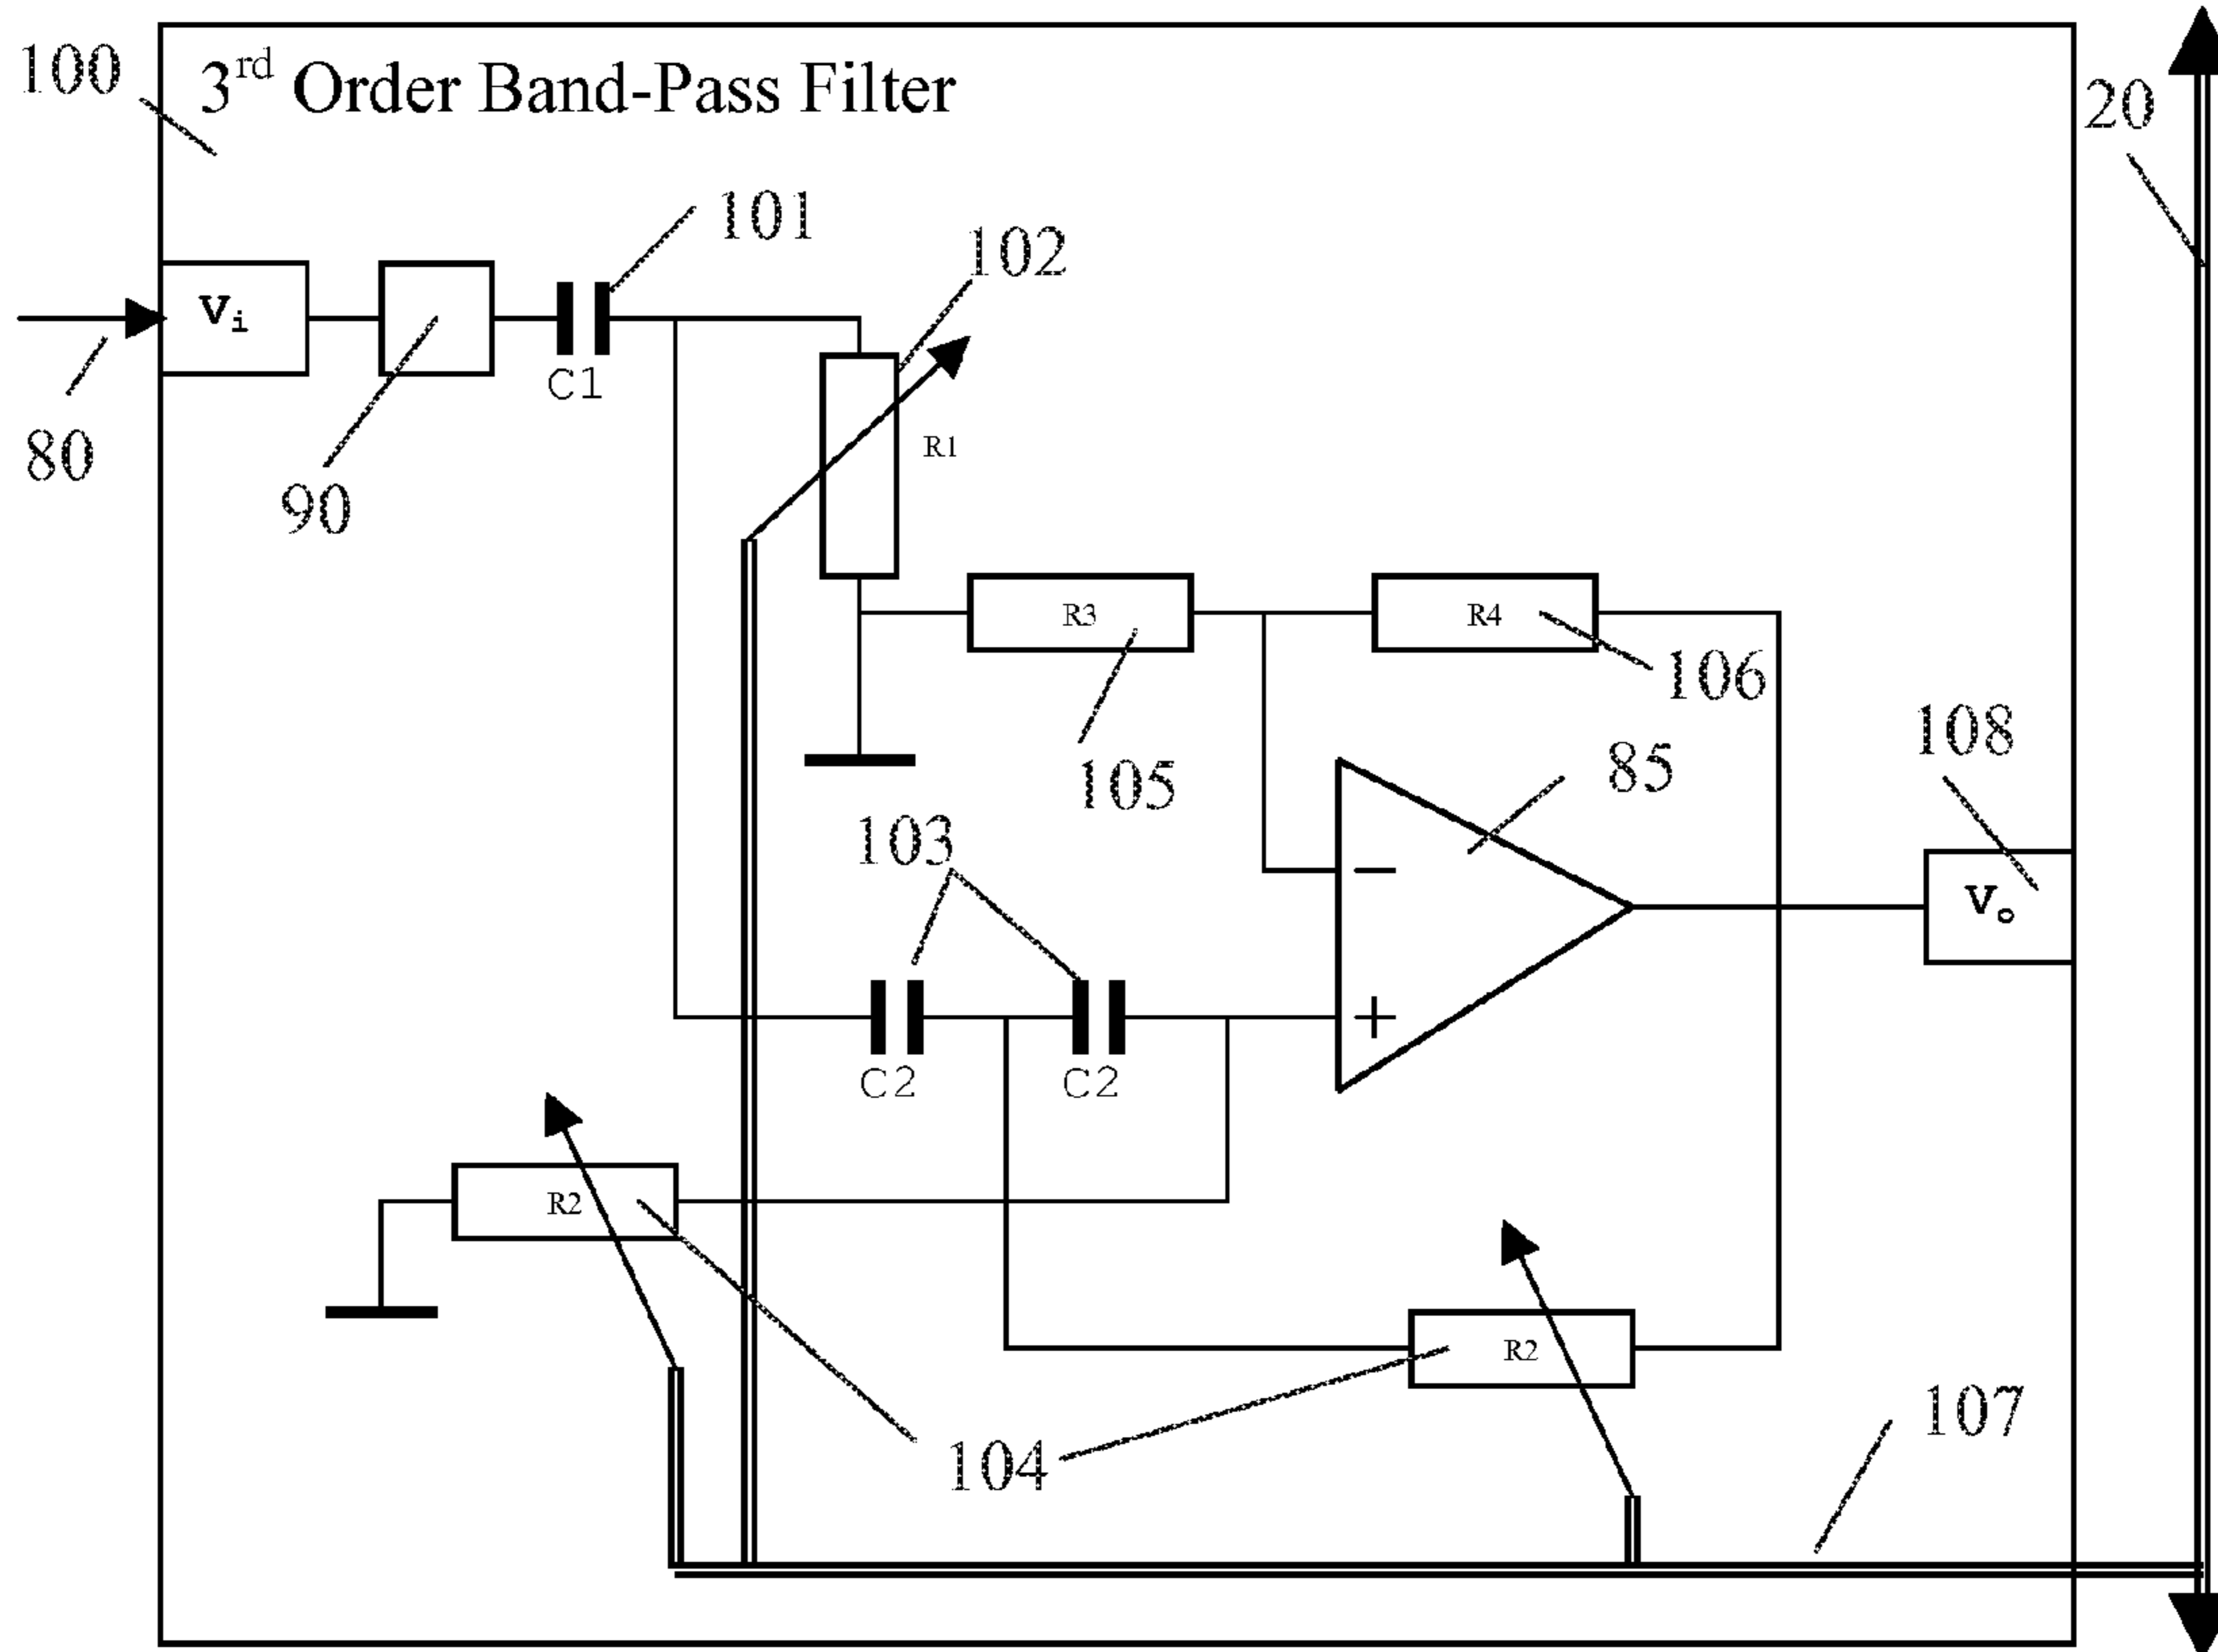 100
3rd Order Band-Pass Filter
20
101
102
vi
C1
80
90
R1
R3
R4
106
105
85
108
103
vo
C2
C2
R2
R2
104
107
−
+